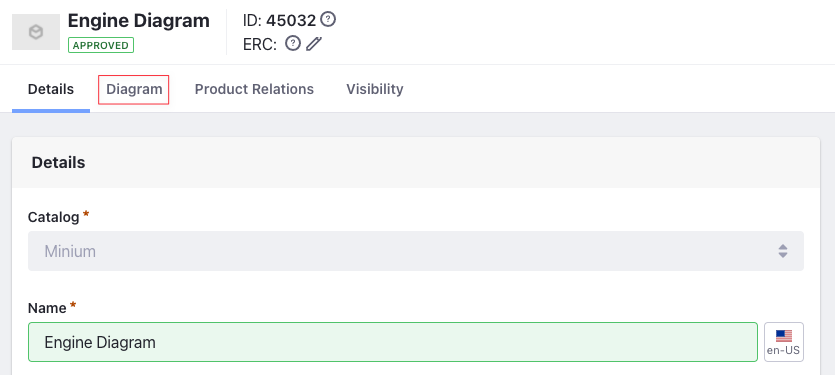 Engine Diagram
APPROVED
ID: 45032 ?
ERC: ?
Details Diagram Product Relations Visibility
Details
Catalog *
Minium
Name *
Engine Diagram
en-US